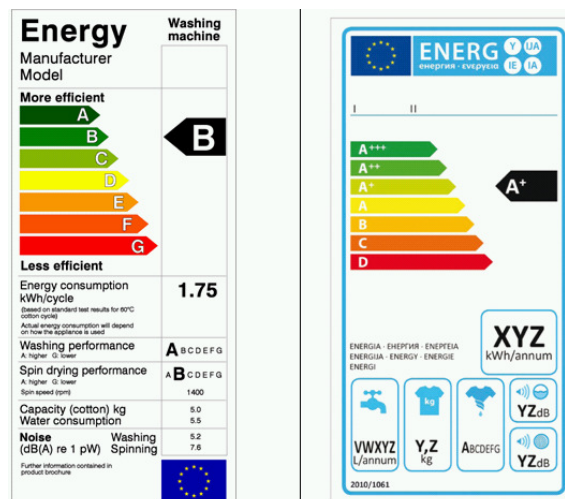 Energy
Washing
machine
Manufacturer
Model
More efficient
A
B
C
D
E
F
G
B
Less efficient
Energy consumption
kWh/cycle
1.75
(based on standard test results for 60°C
cotton cycle)
Actual energy consumption will depend
on how the appliance is used
Washing performance
A: higher G: lower
A B C D E F G
Spin drying performance
A: higher G: lower
A B C D E F G
Spin speed (rpm)
1400
Capacity (cotton) kg
5.0
Water consumption
5.5
Noise
(dB(A) re 1 pW)
Washing
5.2
Spinning
7.6
Further information contained in
product brochure
ENERG
енергия · ενεργεια
Y
IJA
IE
IA
I
II
A+++
A++
A+
A
B
C
D
A+
ENERGIA · ЕНЕРГИЯ · ΕΝΕΡΓΕΙΑ
ENERGIJA · ENERGY · ENERGIE
ENERGI
XYZ
kWh/annum
VWXYZ
L/annum
kg
Y,Z
kg
ABCDEFG
YZdB
YZdB
2010/1061